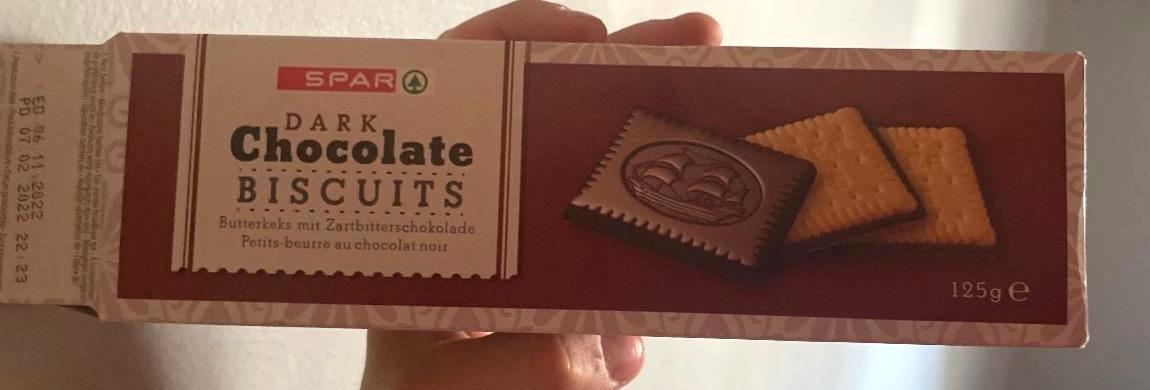 SPAR
DARK
Chocolate
BISCUITS
Butterkeks mit Zartbitterschokolade
Petits-beurre au chocolat noir
125g e
ED 06 11 2022
PD 07 02 2022 22:23